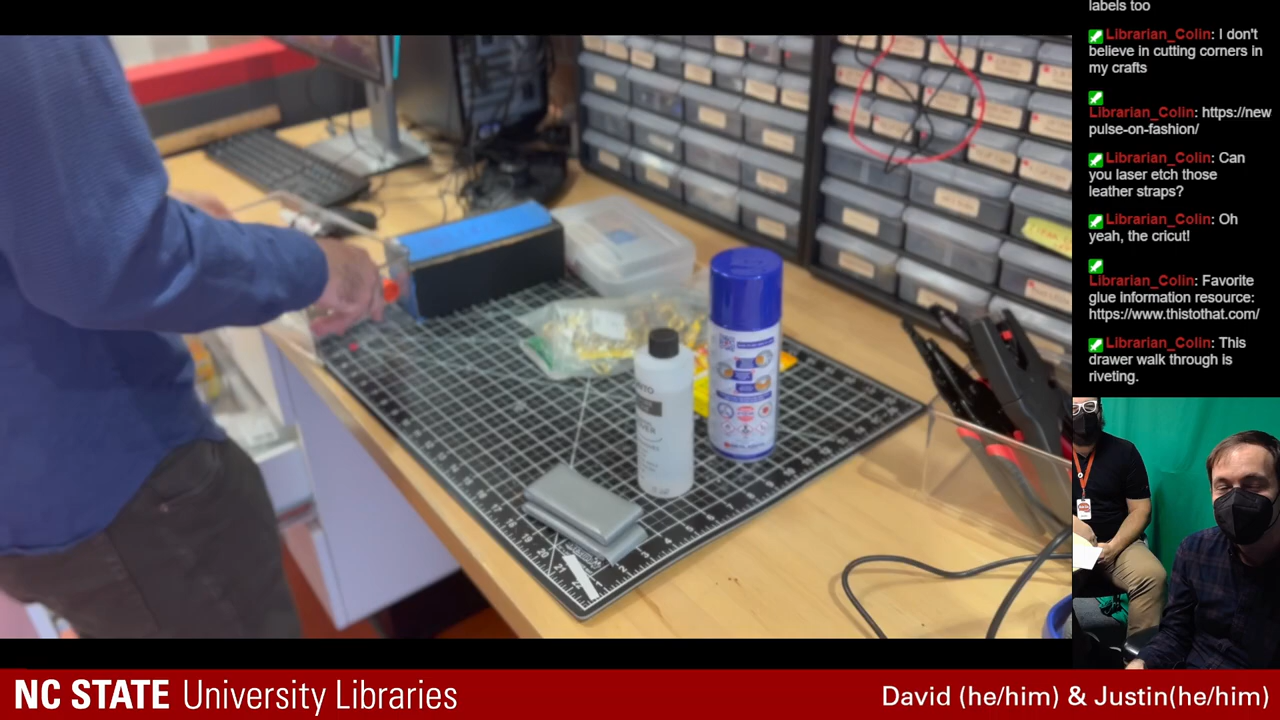 labels too
Librarian_Colin: I don't
believe in cutting corners in
my crafts
Librarian_Colin: https://new
pulse-on-fashion/
Librarian_Colin: Can
you laser etch those
leather straps?
Librarian_Colin: Oh
yeah, the cricut!
Librarian_Colin: Favorite
glue information resource:
https://www.thistothat.com/
Librarian_Colin: This
drawer walk through is
riveting.
NC STATE University Libraries
David (he/him) & Justin(he/him)